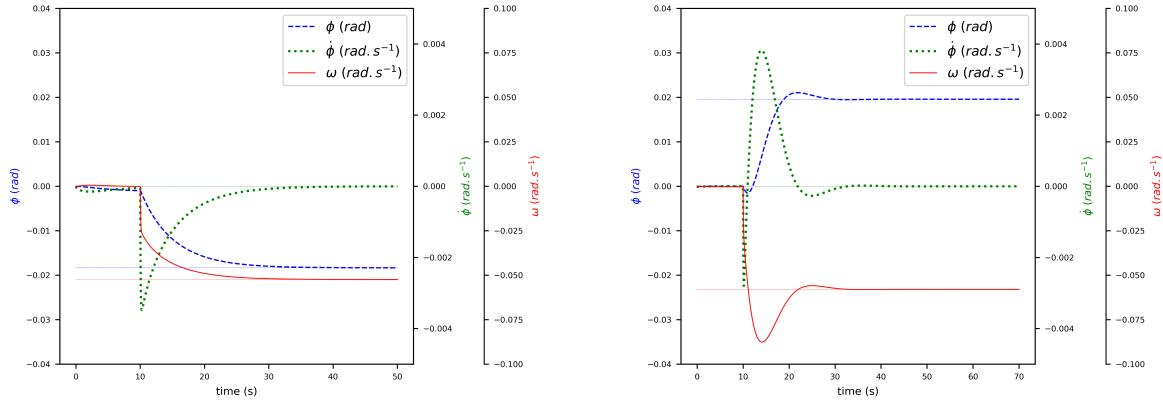 ϕ (rad)
ϕ̇ (rad.s⁻¹)
ω (rad.s⁻¹)
0.04
0.03
0.02
0.01
0.00
−0.01
−0.02
−0.03
−0.04
ϕ (rad)
0 10 20 30 40 50
time (s)
0.004
0.002
0.000
−0.002
−0.004
ϕ̇ (rad.s⁻¹)
0.100
0.075
0.050
0.025
0.000
−0.025
−0.050
−0.075
−0.100
ω (rad.s⁻¹)
ϕ (rad)
ϕ̇ (rad.s⁻¹)
ω (rad.s⁻¹)
0.04
0.03
0.02
0.01
0.00
−0.01
−0.02
−0.03
−0.04
ϕ (rad)
0 10 20 30 40 50 60 70
time (s)
0.004
0.002
0.000
−0.002
−0.004
ϕ̇ (rad.s⁻¹)
0.100
0.075
0.050
0.025
0.000
−0.025
−0.050
−0.075
−0.100
ω (rad.s⁻¹)